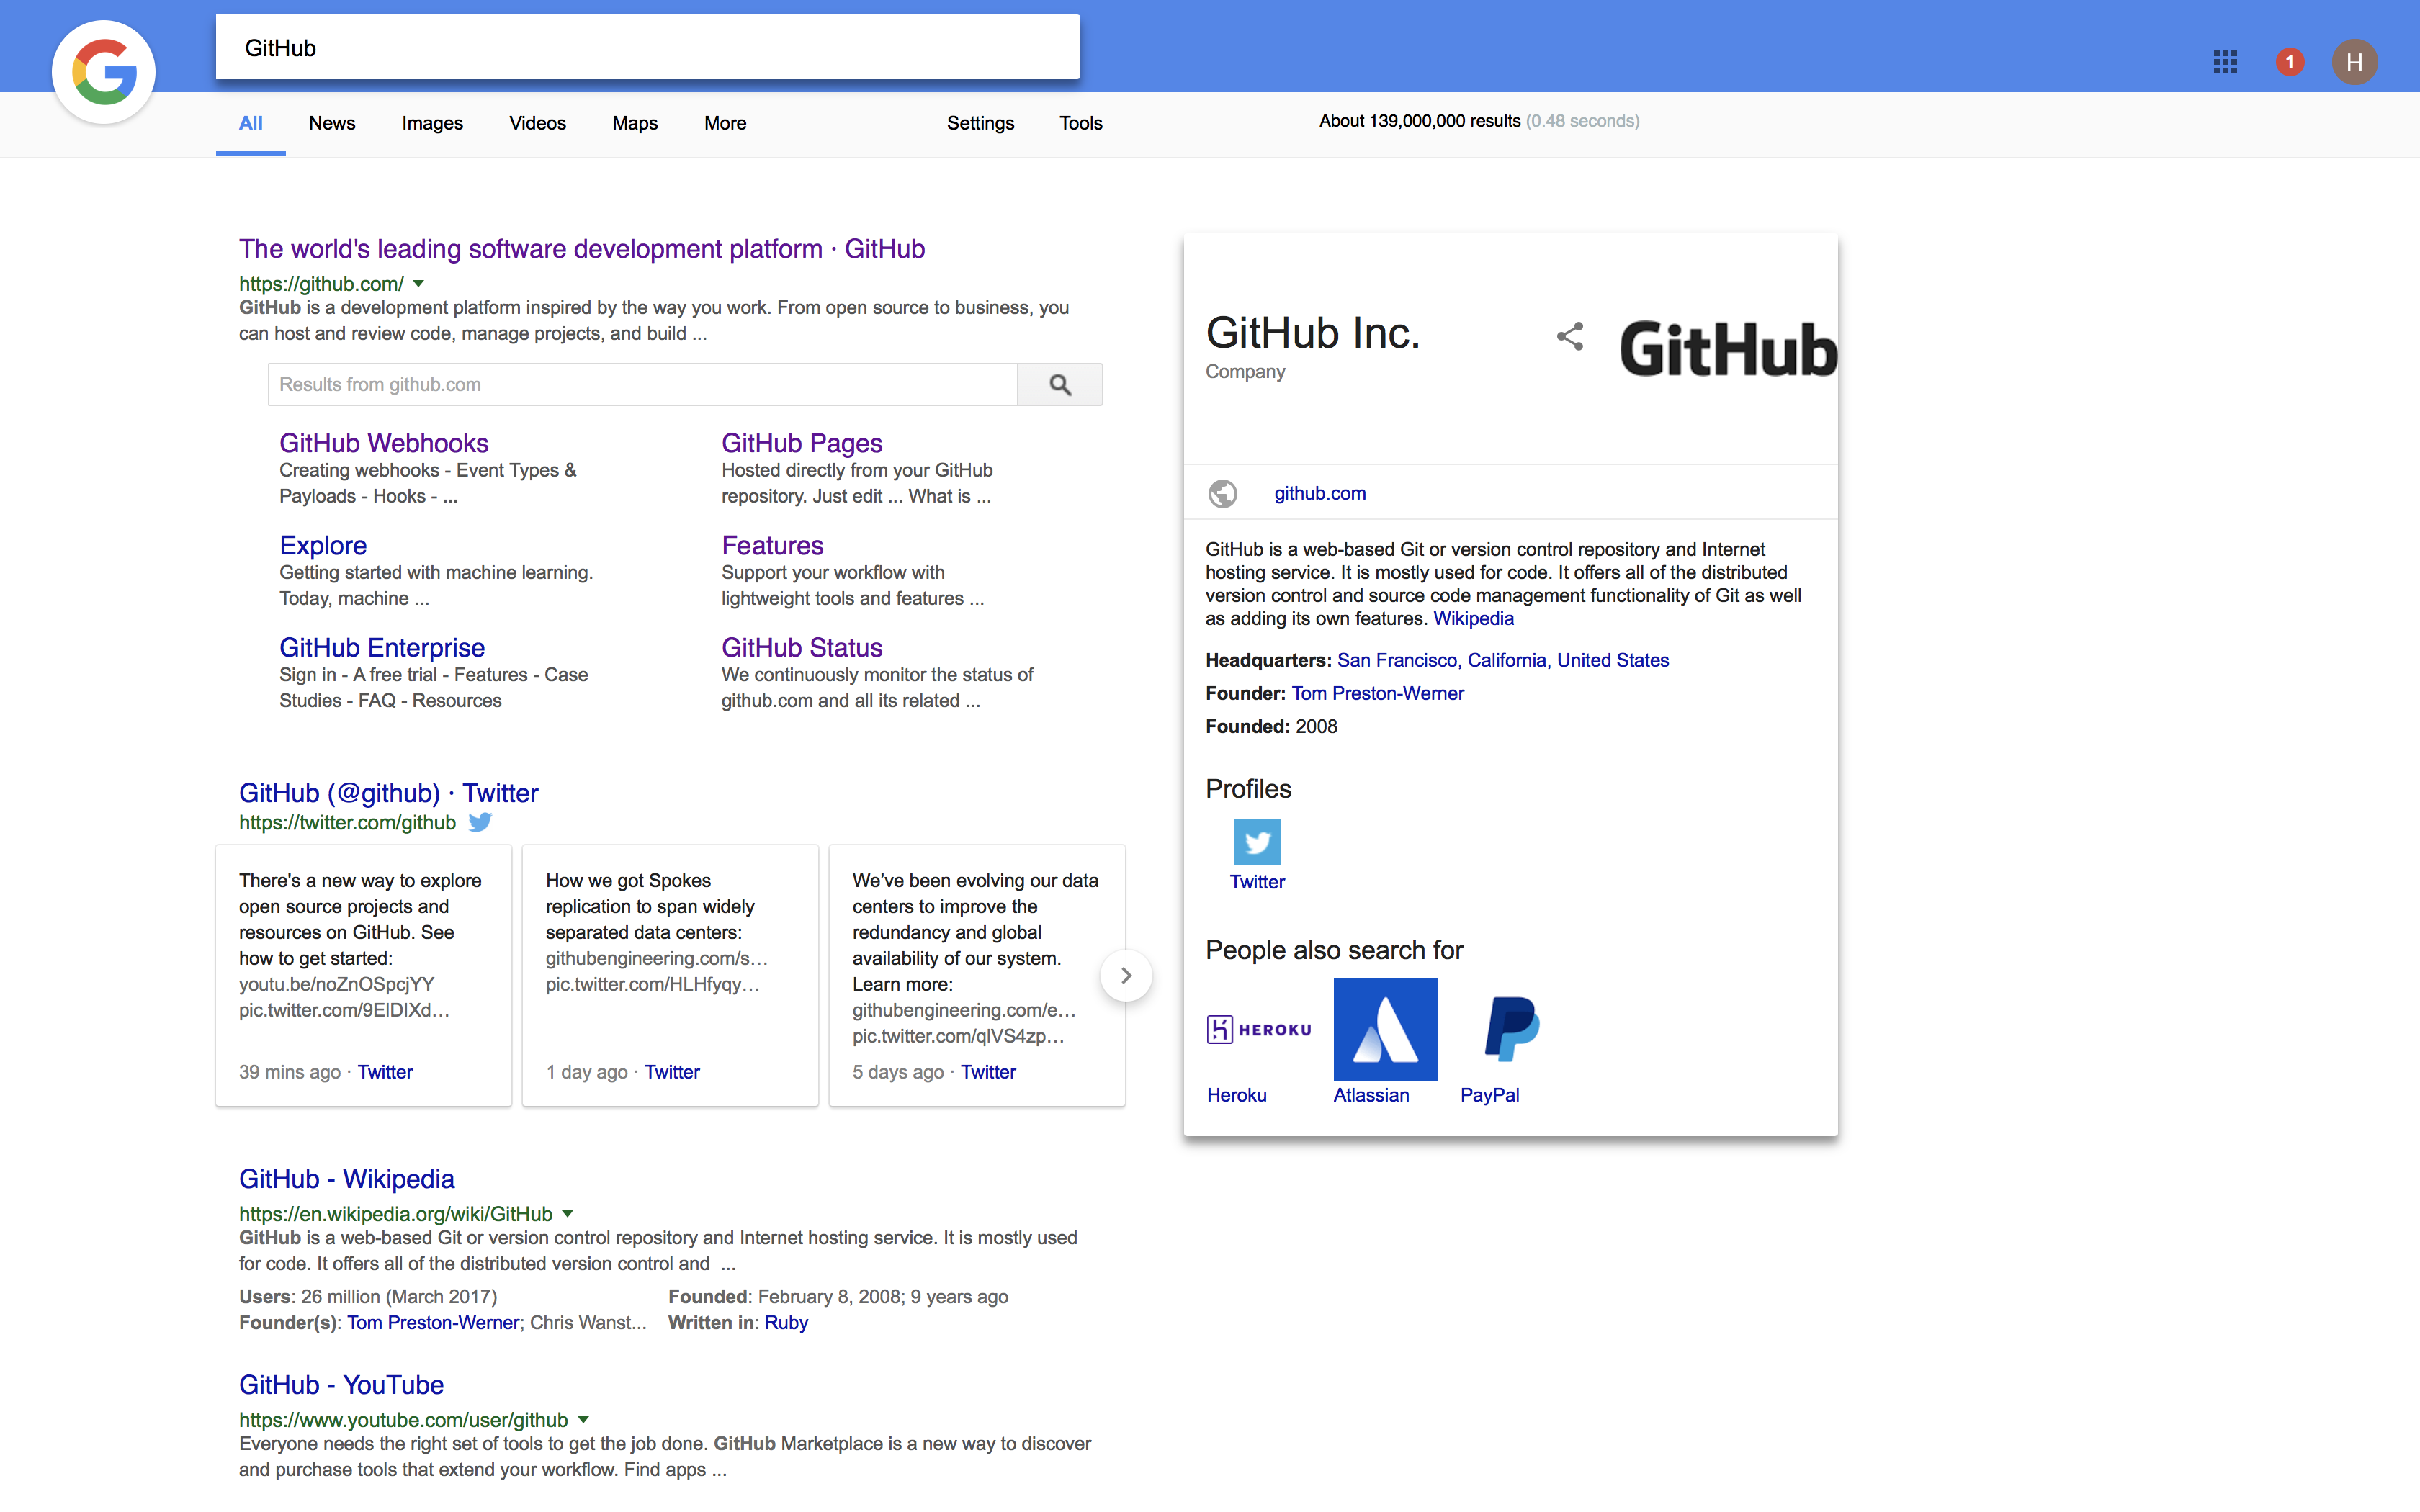 GitHub
1
H
All News Images Videos Maps More Settings Tools About 139,000,000 results (0.48 seconds)
The world's leading software development platform · GitHub
https://github.com/
GitHub is a development platform inspired by the way you work. From open source to business, you
can host and review code, manage projects, and build ...
Results from github.com
GitHub Webhooks
Creating webhooks - Event Types &
Payloads - Hooks - ...
GitHub Pages
Hosted directly from your GitHub
repository. Just edit ... What is ...
Explore
Getting started with machine learning.
Today, machine ...
Features
Support your workflow with
lightweight tools and features ...
GitHub Enterprise
Sign in - A free trial - Features - Case
Studies - FAQ - Resources
GitHub Status
We continuously monitor the status of
github.com and all its related ...
GitHub (@github) · Twitter
https://twitter.com/github
There's a new way to explore
open source projects and
resources on GitHub. See
how to get started:
youtu.be/noZnOSpcjYY
pic.twitter.com/9ElDIXd…
39 mins ago · Twitter
How we got Spokes
replication to span widely
separated data centers:
githubengineering.com/s…
pic.twitter.com/HLHfyqy…
1 day ago · Twitter
We've been evolving our data
centers to improve the
redundancy and global
availability of our system.
Learn more:
githubengineering.com/e…
pic.twitter.com/qlVS4zp…
5 days ago · Twitter
GitHub - Wikipedia
https://en.wikipedia.org/wiki/GitHub
GitHub is a web-based Git or version control repository and Internet hosting service. It is mostly used
for code. It offers all of the distributed version control and ...
Users: 26 million (March 2017) Founded: February 8, 2008; 9 years ago
Founder(s): Tom Preston-Werner; Chris Wanst... Written in: Ruby
GitHub - YouTube
https://www.youtube.com/user/github
Everyone needs the right set of tools to get the job done. GitHub Marketplace is a new way to discover
and purchase tools that extend your workflow. Find apps ...
GitHub Inc.
Company
GitHub
github.com
GitHub is a web-based Git or version control repository and Internet
hosting service. It is mostly used for code. It offers all of the distributed
version control and source code management functionality of Git as well
as adding its own features. Wikipedia
Headquarters: San Francisco, California, United States
Founder: Tom Preston-Werner
Founded: 2008
Profiles
Twitter
People also search for
HEROKU
Heroku Atlassian PayPal